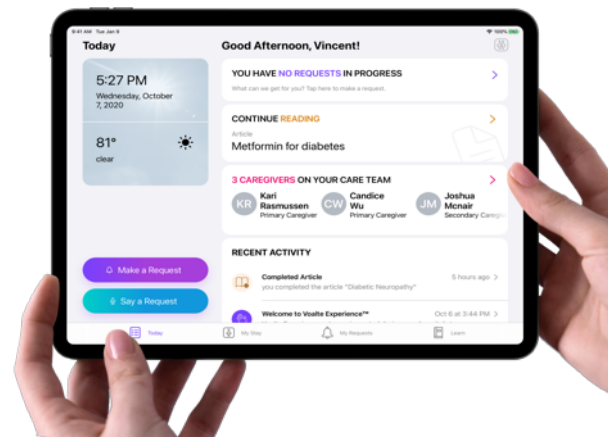 9:41 AM Tue Jan 9
100%
Today
Good Afternoon, Vincent!
5:27 PM
Wednesday, October
7, 2020
81°
clear
YOU HAVE NO REQUESTS IN PROGRESS
What can we get for you? Tap here to make a request.
CONTINUE READING
Article
Metformin for diabetes
3 CAREGIVERS ON YOUR CARE TEAM
KR
Kari
Rasmussen
Primary Caregiver
CW
Candice
Wu
Primary Caregiver
JM
Joshua
Mcnair
Secondary Caregiv
RECENT ACTIVITY
Completed Article
you completed the article "Diabetic Neuropathy"
5 hours ago
Welcome to Voalte Experience™
Oct 6 at 3:44 PM
Make a Request
Say a Request
Today
My Stay
My Requests
Learn